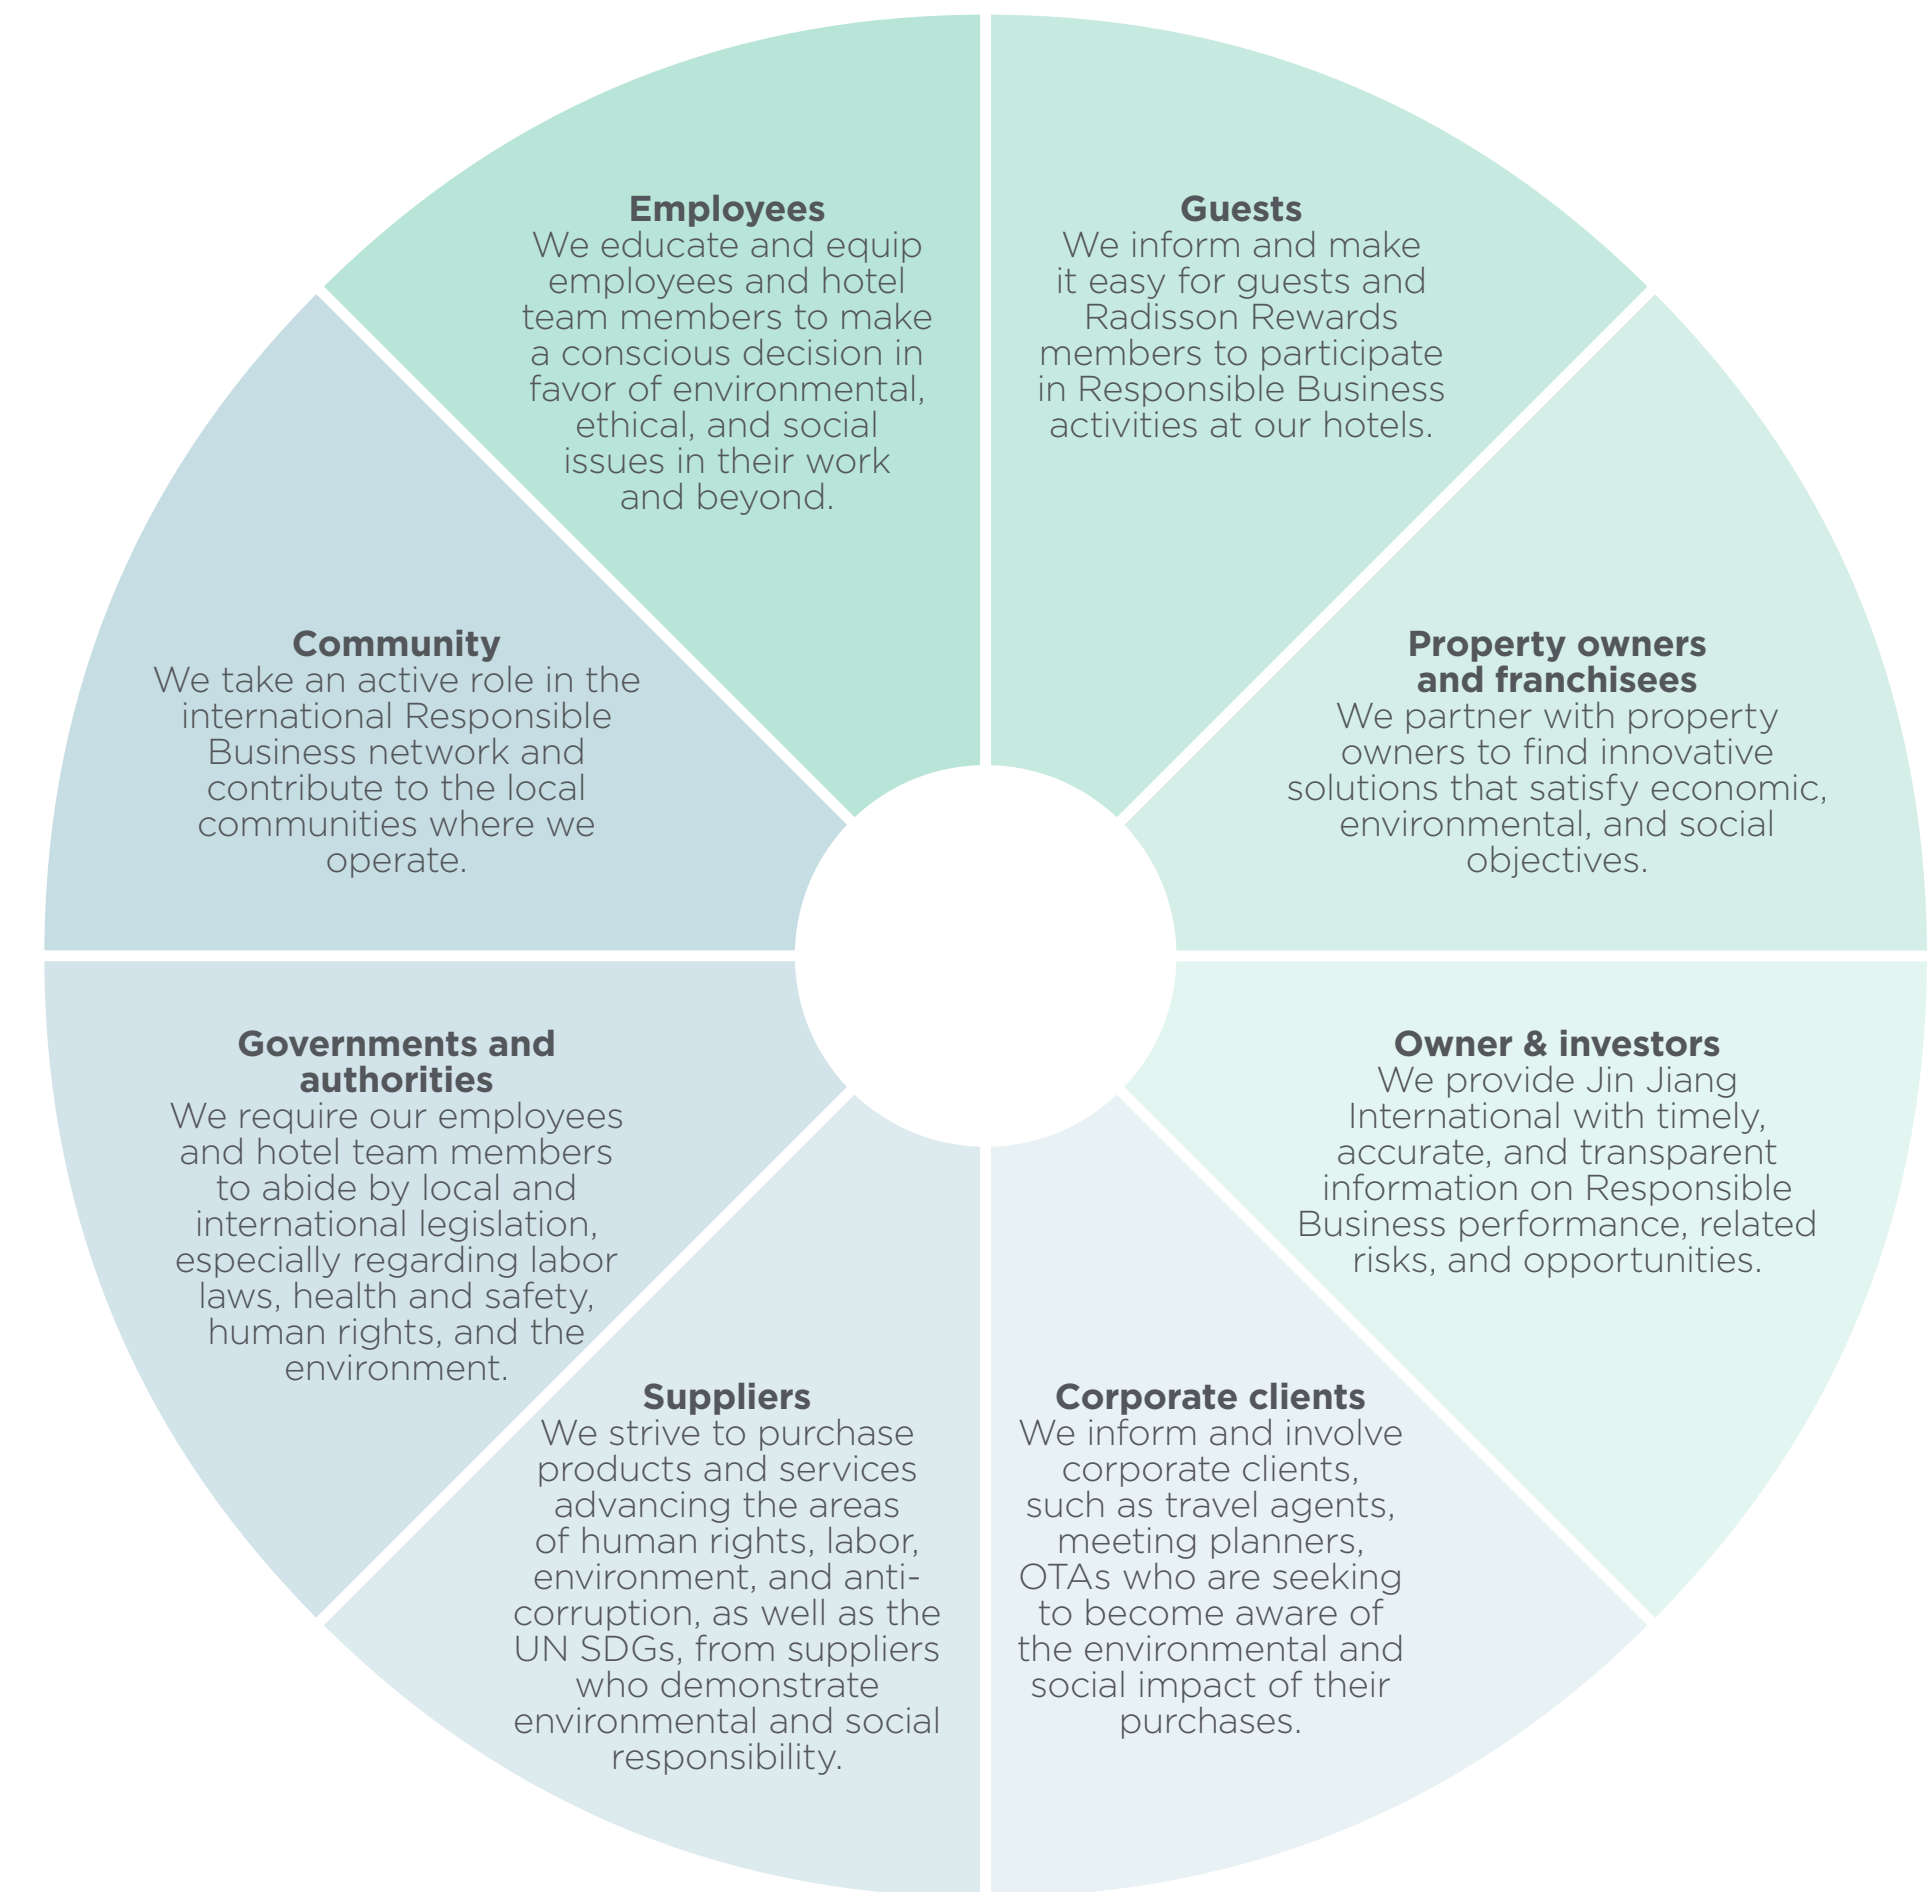 Employees
We educate and equip
employees and hotel
team members to make
a conscious decision in
favor of environmental,
ethical, and social
issues in their work
and beyond.
Guests
We inform and make
it easy for guests and
Radisson Rewards
members to participate
in Responsible Business
activities at our hotels.
Property owners
and franchisees
We partner with property
owners to find innovative
solutions that satisfy economic,
environmental, and social
objectives.
Owner & investors
We provide Jin Jiang
International with timely,
accurate, and transparent
information on Responsible
Business performance, related
risks, and opportunities.
Corporate clients
We inform and involve
corporate clients,
such as travel agents,
meeting planners,
OTAs who are seeking
to become aware of
the environmental and
social impact of their
purchases.
Suppliers
We strive to purchase
products and services
advancing the areas
of human rights, labor,
environment, and anti-
corruption, as well as the
UN SDGs, from suppliers
who demonstrate
environmental and social
responsibility.
Governments and
authorities
We require our employees
and hotel team members
to abide by local and
international legislation,
especially regarding labor
laws, health and safety,
human rights, and the
environment.
Community
We take an active role in the
international Responsible
Business network and
contribute to the local
communities where we
operate.